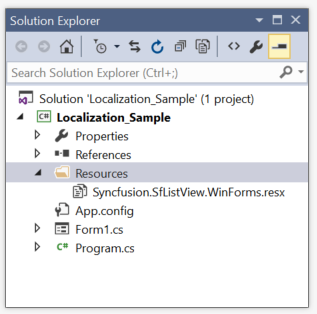 Solution Explorer
Search Solution Explorer (Ctrl+;)
Solution 'Localization_Sample' (1 project)
C# Localization_Sample
Properties
References
Resources
Syncfusion.SfListView.WinForms.resx
App.config
Form1.cs
C# Program.cs